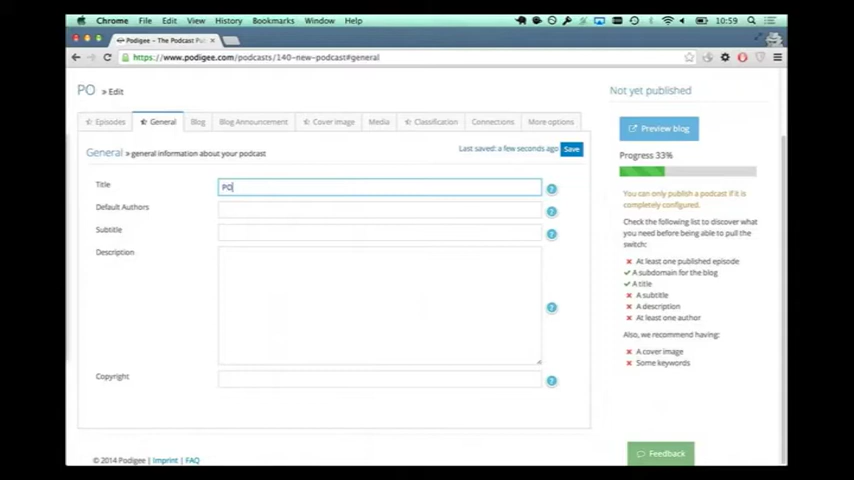 Chrome File Edit View History Bookmarks Window Help 10:59
Podigee – The Podcast Pu
https://www.podigee.com/podcasts/140-new-podcast#general
PO » Edit
Not yet published
Episodes General Blog Blog Announcement Cover image Media Classification Connections More options
Preview blog
General » general information about your podcast
Last saved: a few seconds ago Save
Progress 33%
Title PO ?
Default Authors ?
Subtitle ?
Description ?
Copyright ?
You can only publish a podcast if it is
completely configured.
Check the following list to discover what
you need before being able to pull the
switch:
At least one published episode
A subdomain for the blog
A title
A subtitle
A description
At least one author
Also, we recommend having:
A cover image
Some keywords
Feedback
© 2014 Podigee | Imprint | FAQ